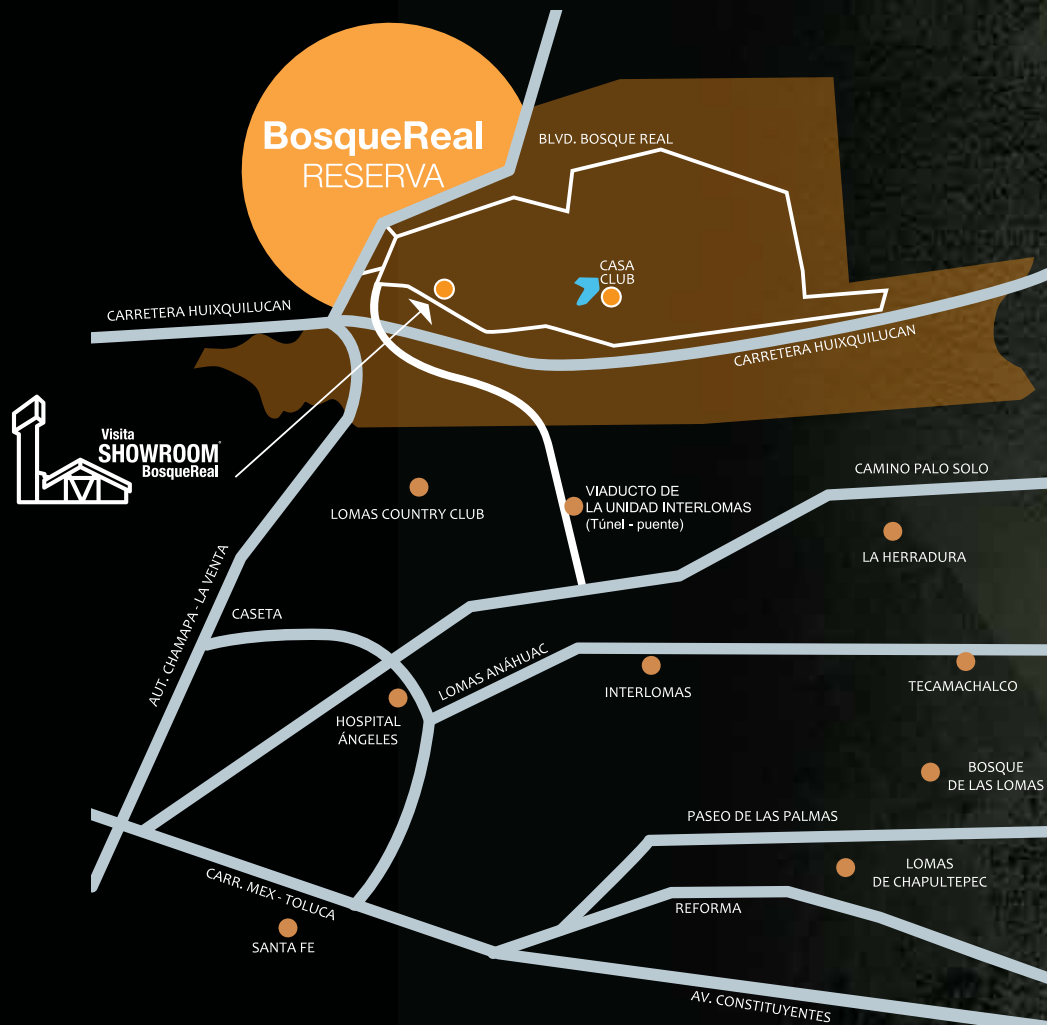 BosqueReal
RESERVA
BLVD. BOSQUE REAL
CASA
CLUB
CARRETERA HUIXQUILUCAN
CARRETERA HUIXQUILUCAN
Visita
SHOWROOM
BosqueReal
LOMAS COUNTRY CLUB
VIADUCTO DE
LA UNIDAD INTERLOMAS
(Túnel - puente)
CAMINO PALO SOLO
LA HERRADURA
AUT. CHAMAPA - LA VENTA
CASETA
LOMAS ANÁHUAC
INTERLOMAS
TECAMACHALCO
HOSPITAL
ÁNGELES
BOSQUE
DE LAS LOMAS
PASEO DE LAS PALMAS
LOMAS
DE CHAPULTEPEC
CARR. MEX - TOLUCA
REFORMA
SANTA FE
AV. CONSTITUYENTES